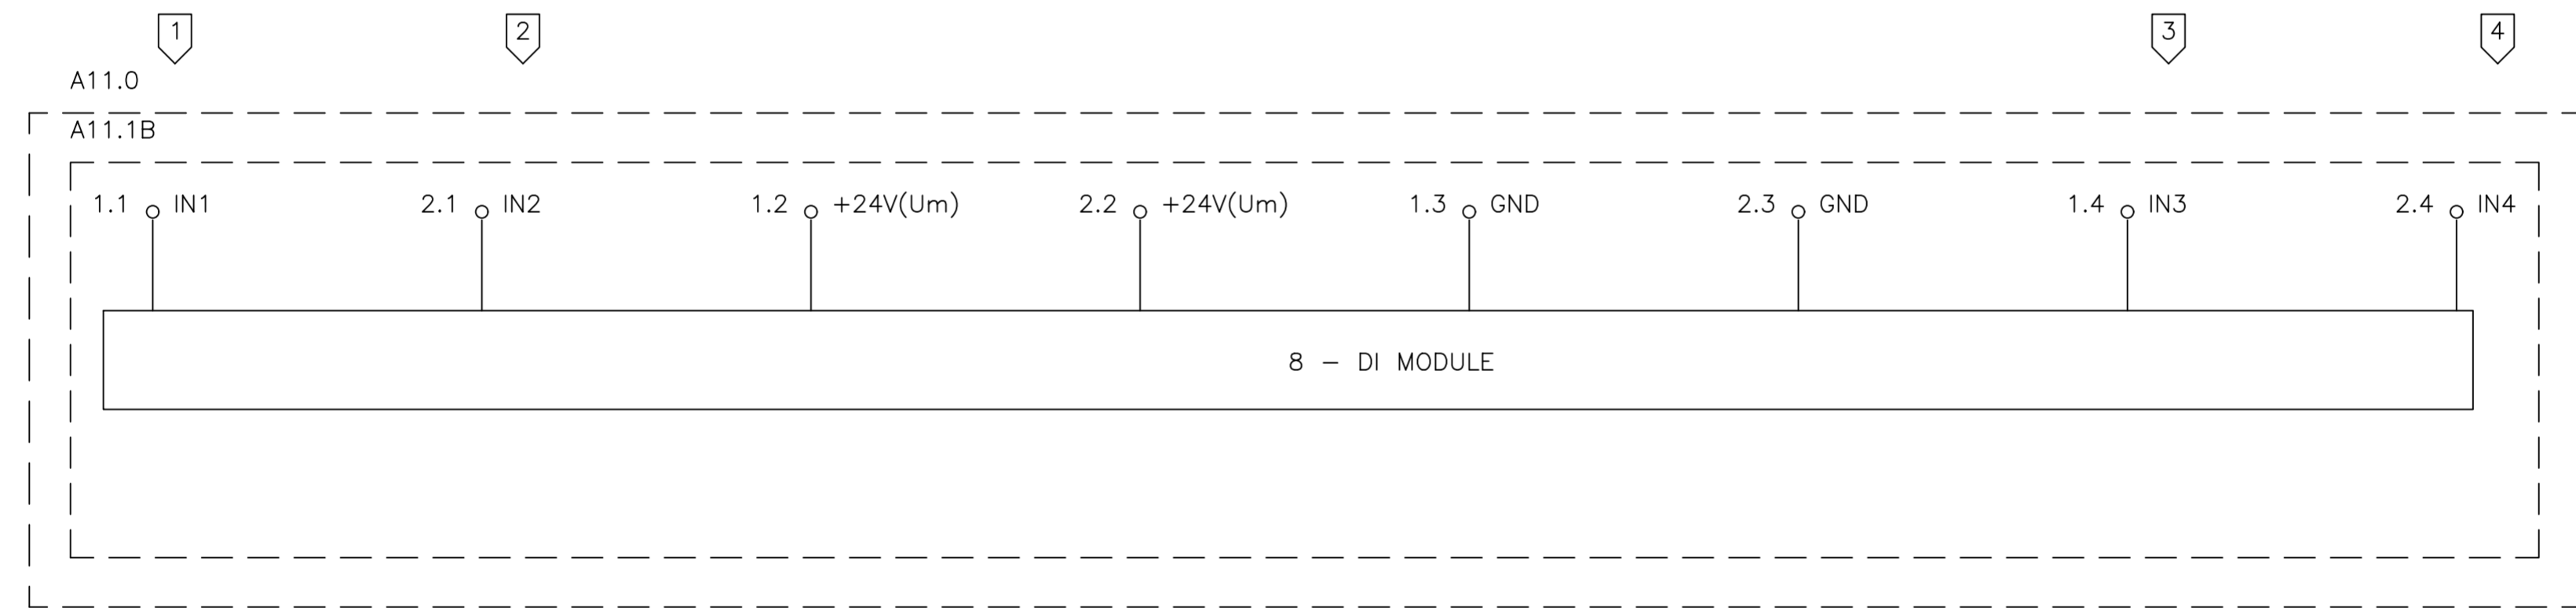 1 2 3 4
A11.0
A11.1B
1.1 IN1 2.1 IN2 1.2 +24V(Um) 2.2 +24V(Um) 1.3 GND 2.3 GND 1.4 IN3 2.4 IN4
8 - DI MODULE